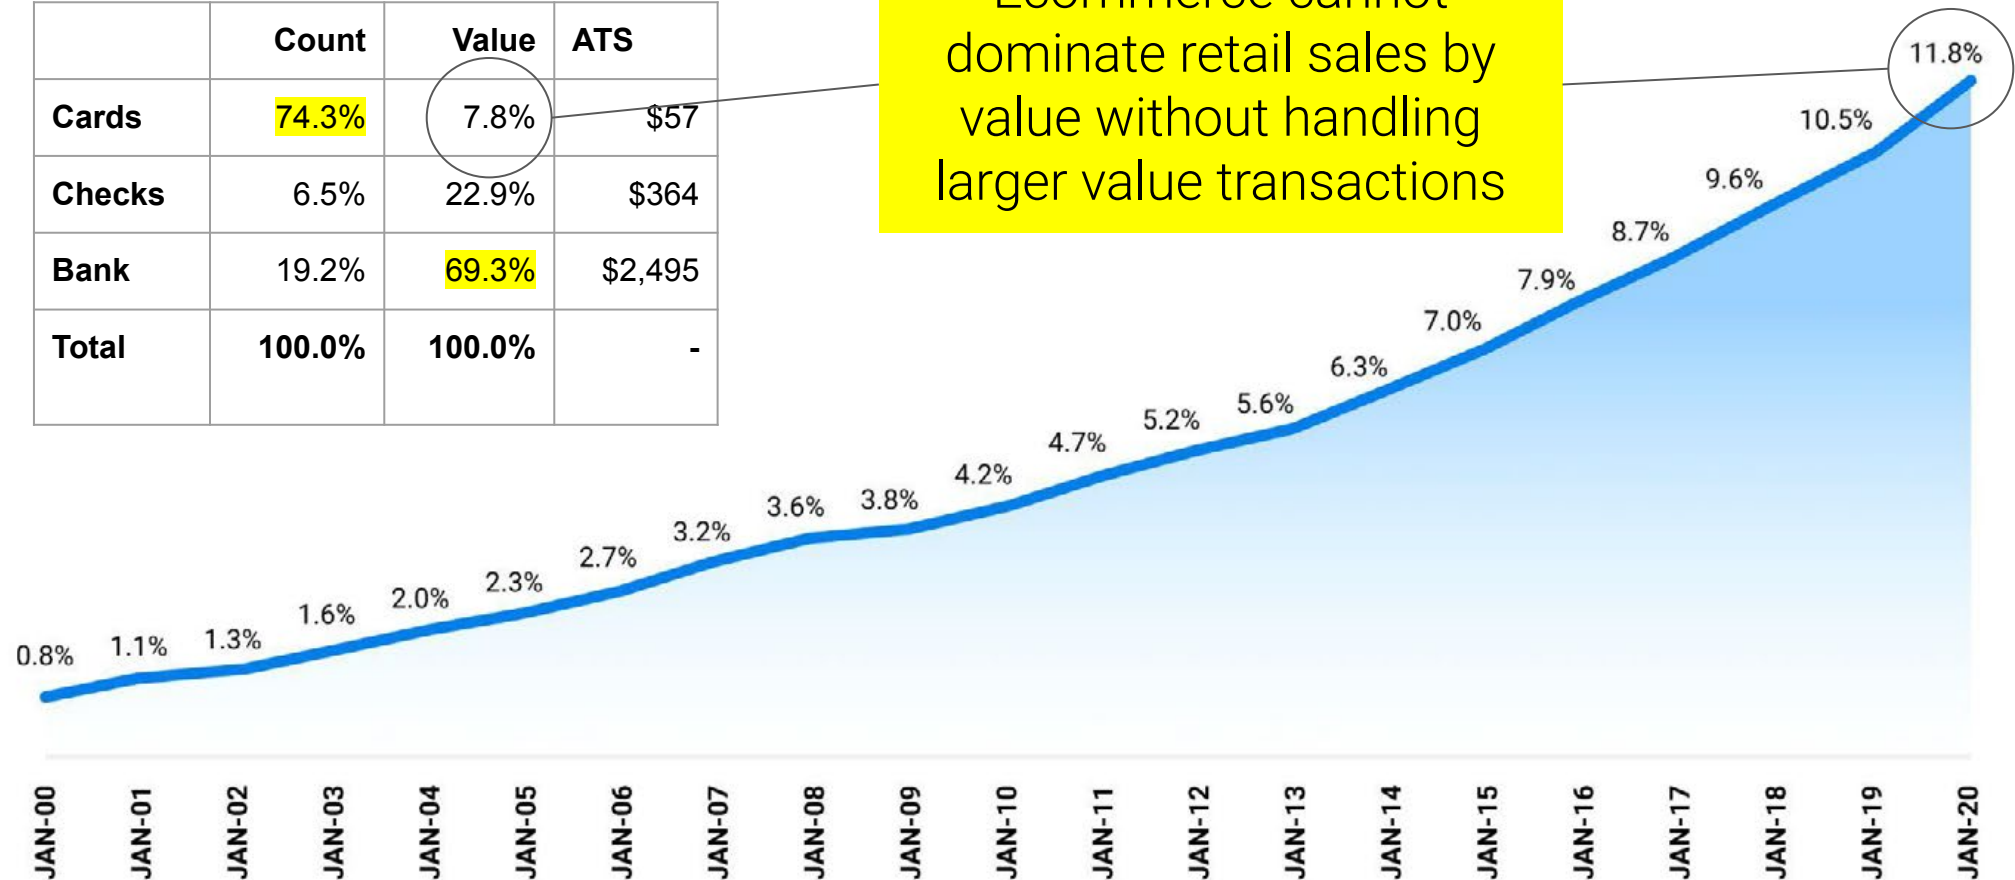 Count Value ATS
Cards 74.3% 7.8% $57
Checks 6.5% 22.9% $364
Bank 19.2% 69.3% $2,495
Total 100.0% 100.0% -
Ecommerce cannot
dominate retail sales by
value without handling
larger value transactions
0.8%
1.1%
1.3%
1.6%
2.0%
2.3%
2.7%
3.2%
3.6%
3.8%
4.2%
4.7%
5.2%
5.6%
6.3%
7.0%
7.9%
8.7%
9.6%
10.5%
11.8%
JAN-00
JAN-01
JAN-02
JAN-03
JAN-04
JAN-05
JAN-06
JAN-07
JAN-08
JAN-09
JAN-10
JAN-11
JAN-12
JAN-13
JAN-14
JAN-15
JAN-16
JAN-17
JAN-18
JAN-19
JAN-20